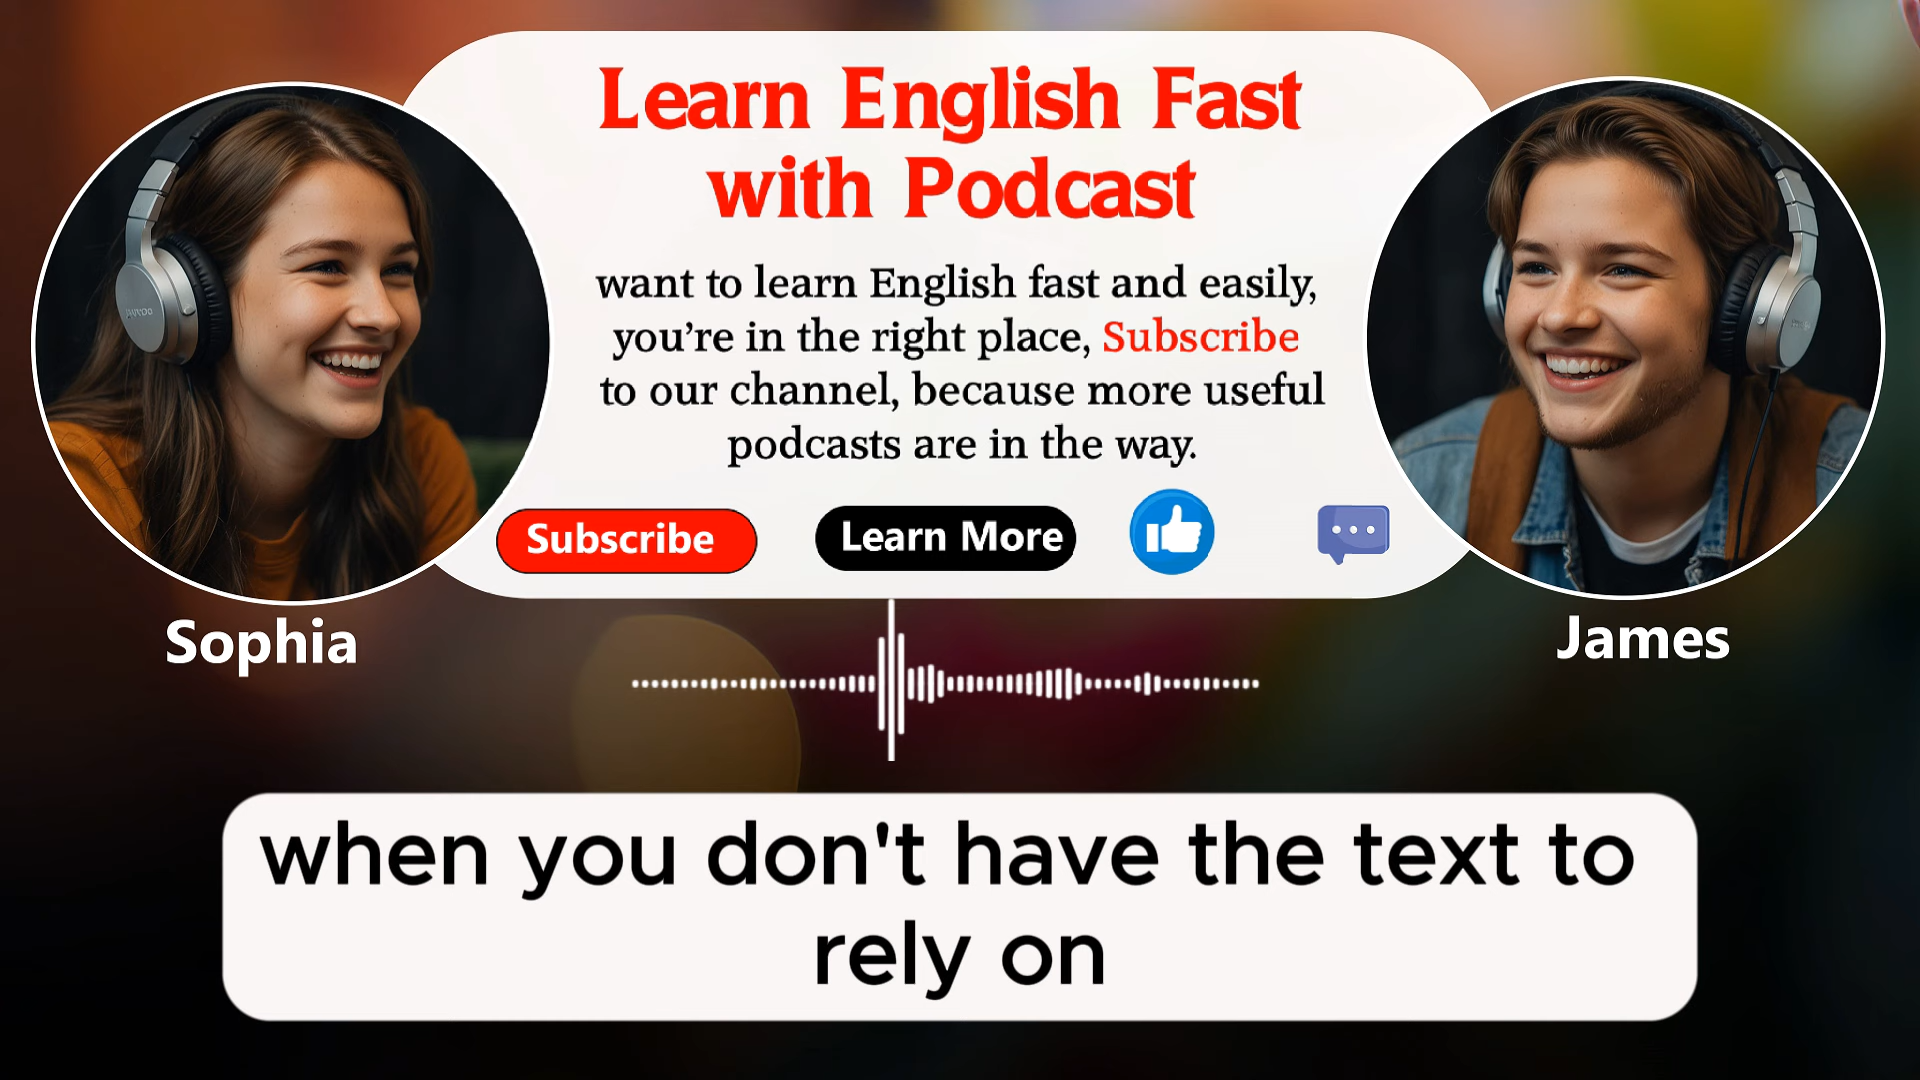 Learn English Fast
with Podcast
want to learn English fast and easily,
you're in the right place, Subscribe
to our channel, because more useful
podcasts are in the way.
Subscribe
Learn More
Sophia
James
when you don't have the text to
rely on